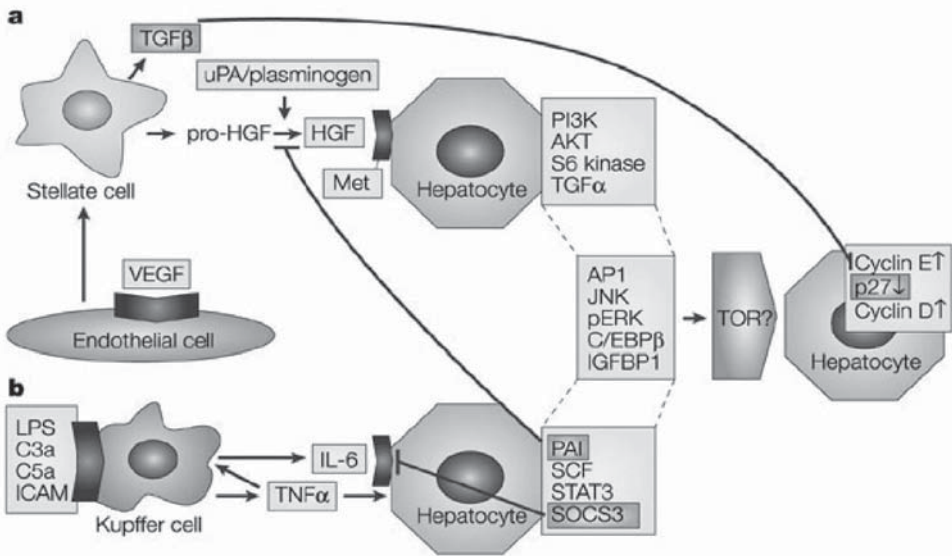 a
TGFβ
uPA/plasminogen
pro-HGF
HGF
Met
Stellate cell
Hepatocyte
PI3K
AKT
S6 kinase
TGFα
VEGF
Endothelial cell
AP1
JNK
pERK
C/EBPβ
IGFBP1
TOR?
Cyclin E↑
p27↓
Cyclin D↑
Hepatocyte
b
LPS
C3a
C5a
ICAM
Kupffer cell
IL-6
TNFα
Hepatocyte
PAI
SCF
STAT3
SOCS3